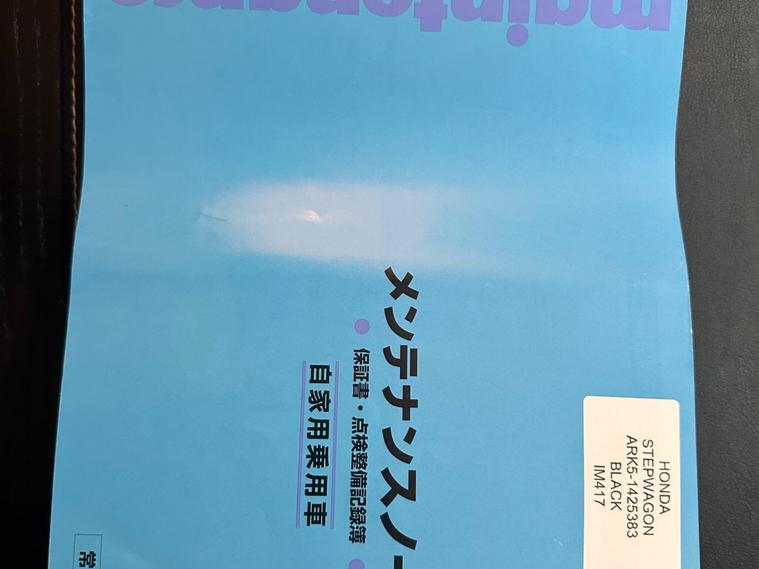 maintenance
メンテナンスノー
保証書・点検整備記録簿
自家用乗用車
常
HONDA
STEPWAGON
ARK5-1425383
BLACK
IM417